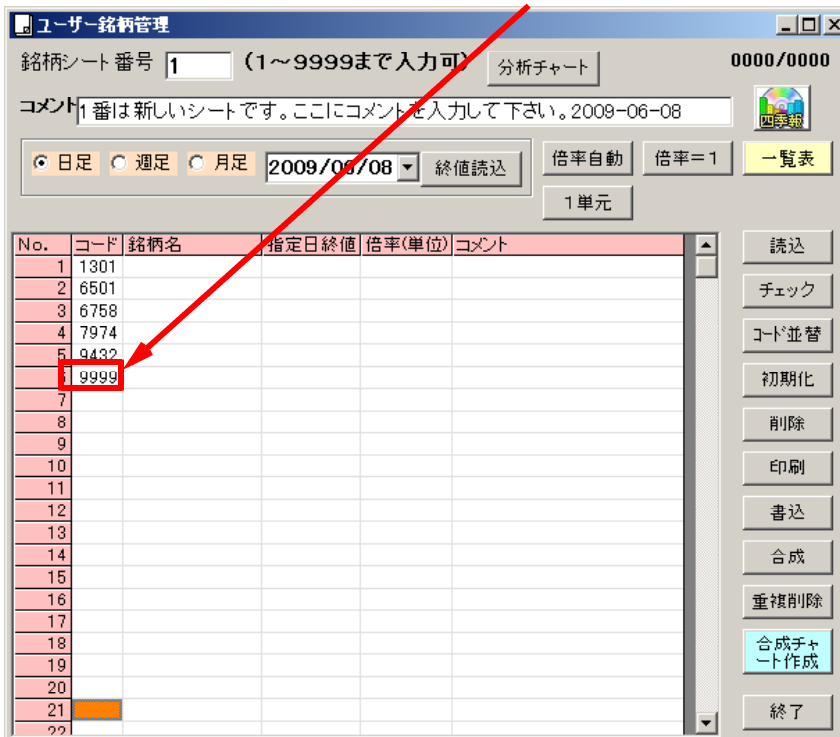 ユーザー銘柄管理
銘柄シート番号 1 (1～9999まで入力可) 分析チャート 0000/0000
コメント 1番は新しいシートです。ここにコメントを入力して下さい。2009-06-08 四季報
日足 週足 月足 2009/06/08 終値読込 倍率自動 倍率=1 一覧表
1単元
No. コード 銘柄名 指定日終値 倍率(単位) コメント 読込
1 1301
2 6501 チェック
3 6758
4 7974 コード並替
5 9432
6 9999 初期化
7
8 削除
9
10 印刷
11
12 書込
13
14 合成
15
16 重複削除
17
18 合成チャ
19 ート作成
20
21 終了
22